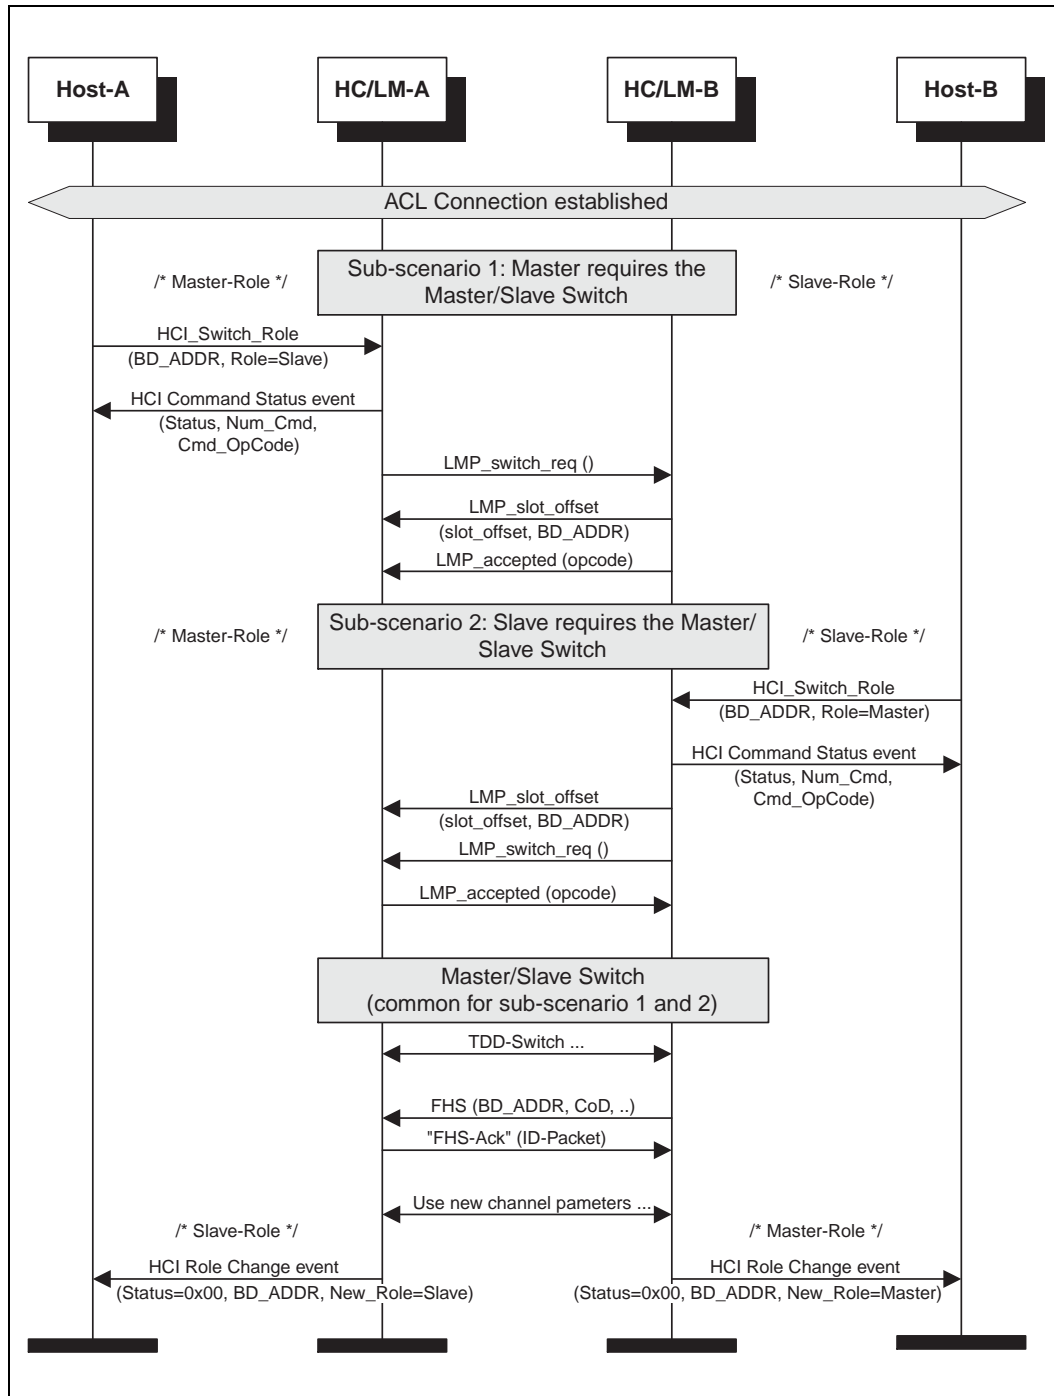 Host-A
HC/LM-A
HC/LM-B
Host-B
ACL Connection established
/* Master-Role */
Sub-scenario 1: Master requires the
Master/Slave Switch
/* Slave-Role */
HCI_Switch_Role
(BD_ADDR, Role=Slave)
HCI Command Status event
(Status, Num_Cmd,
Cmd_OpCode)
LMP_switch_req ()
LMP_slot_offset
(slot_offset, BD_ADDR)
LMP_accepted (opcode)
/* Master-Role */
Sub-scenario 2: Slave requires the Master/
Slave Switch
/* Slave-Role */
HCI_Switch_Role
(BD_ADDR, Role=Master)
HCI Command Status event
(Status, Num_Cmd,
Cmd_OpCode)
LMP_slot_offset
(slot_offset, BD_ADDR)
LMP_switch_req ()
LMP_accepted (opcode)
Master/Slave Switch
(common for sub-scenario 1 and 2)
TDD-Switch ...
FHS (BD_ADDR, CoD, ..)
"FHS-Ack" (ID-Packet)
Use new channel pameters ...
/* Slave-Role */
/* Master-Role */
HCI Role Change event
(Status=0x00, BD_ADDR, New_Role=Slave)
HCI Role Change event
(Status=0x00, BD_ADDR, New_Role=Master)